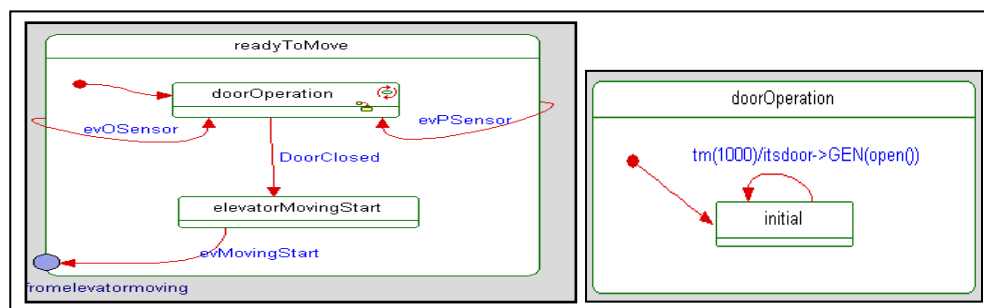 readyToMove
doorOperation
evOSensor
evPSensor
DoorClosed
elevatorMovingStart
evMovingStart
fromelevatormoving
doorOperation
tm(1000)/itsdoor->GEN(open())
initial